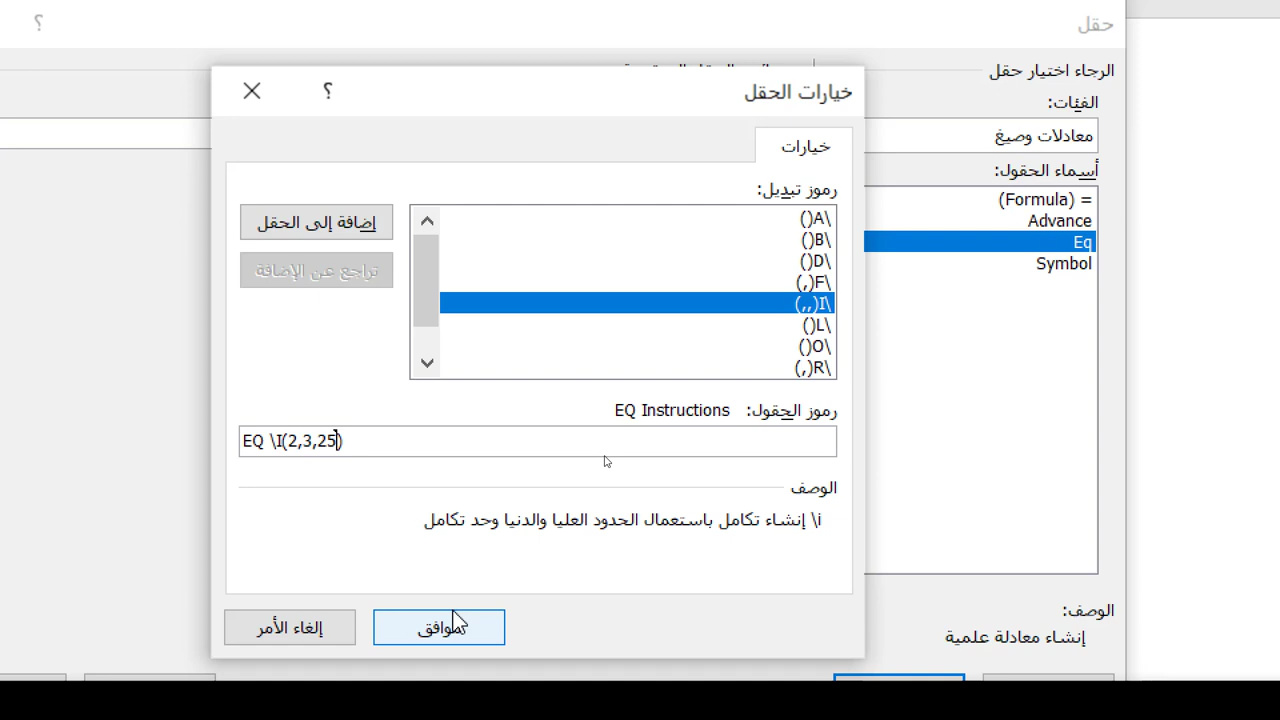 حقل
؟
الرجاء اختيار حقل
الفئات:
معادلات وصيغ
أسماء الحقول:
= (Formula)
Advance
Eq
Symbol
الوصف:
إنشاء معادلة علمية
خيارات الحقل
؟
خيارات
رموز تبديل:
\A()
\B()
\D()
\F(,)
\I(,,)
\L()
\O()
\R(,)
إضافة إلى الحقل
تراجع عن الإضافة
رموز الحقول: EQ Instructions
EQ \I(2,3,25)
الوصف
\i إنشاء تكامل باستعمال الحدود العليا والدنيا وحد تكامل
موافق
إلغاء الأمر